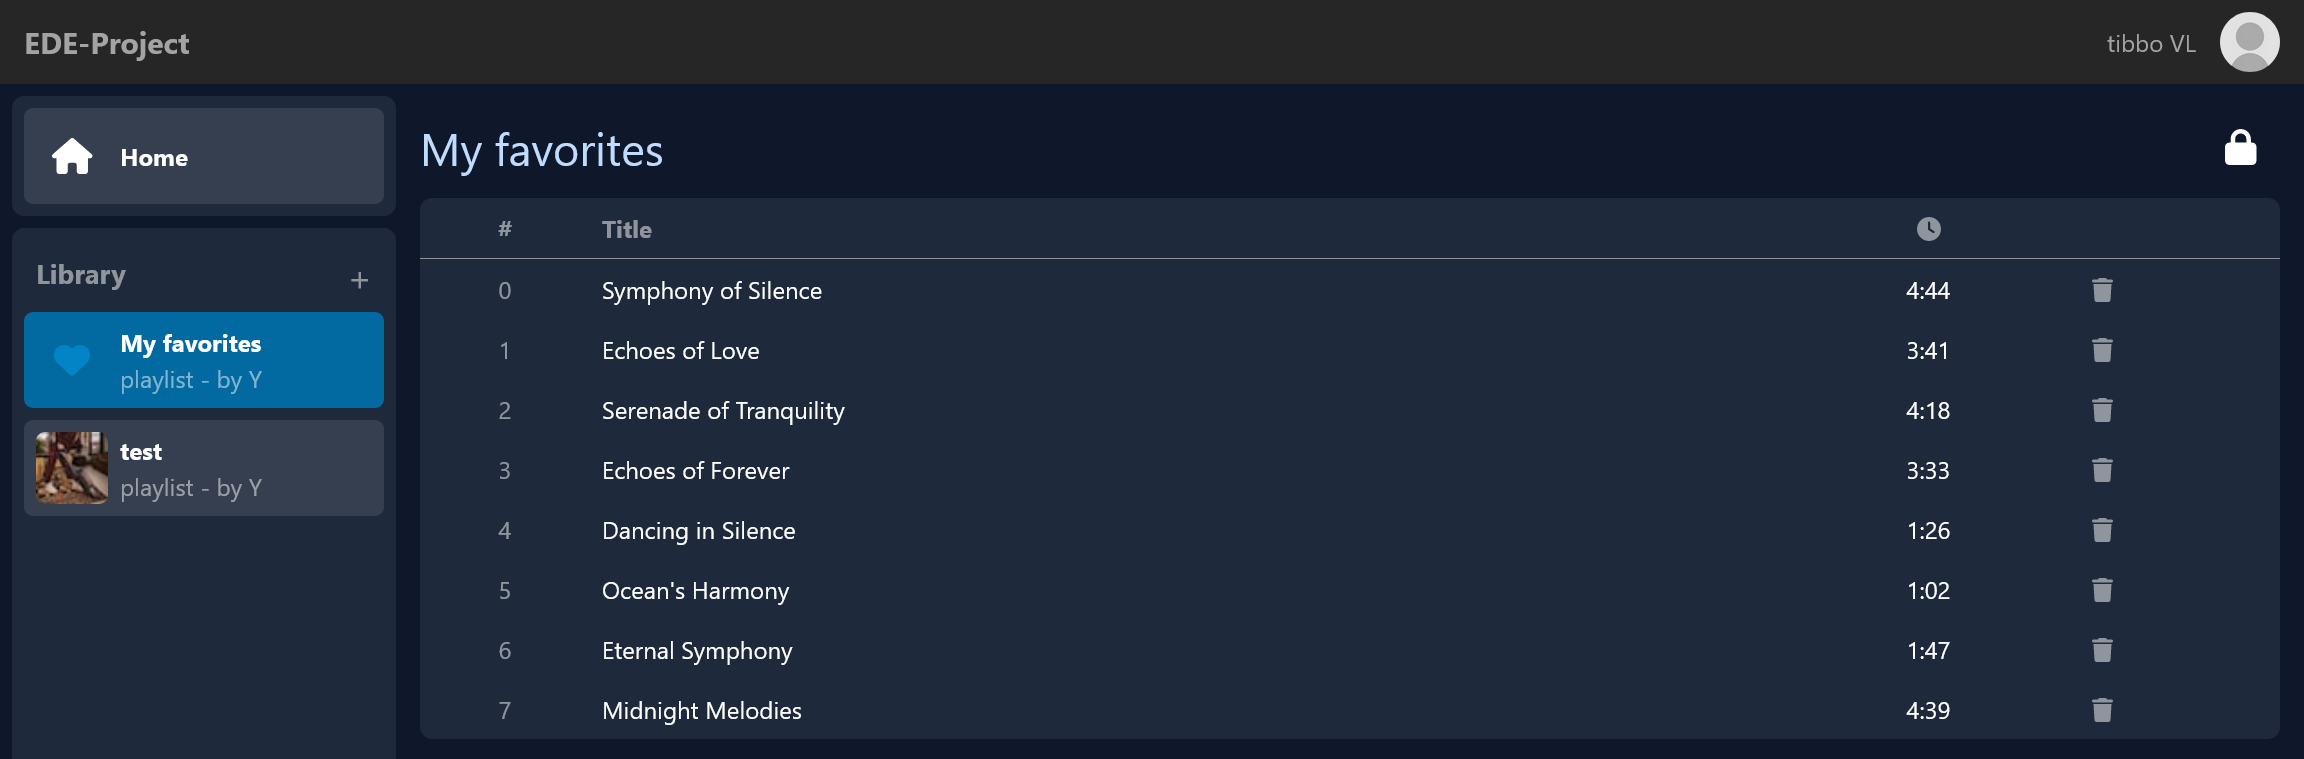 EDE-Project
tibbo VL
Home
Library
+
My favorites
playlist - by Y
test
playlist - by Y
My favorites
# Title
0 Symphony of Silence 4:44
1 Echoes of Love 3:41
2 Serenade of Tranquility 4:18
3 Echoes of Forever 3:33
4 Dancing in Silence 1:26
5 Ocean's Harmony 1:02
6 Eternal Symphony 1:47
7 Midnight Melodies 4:39